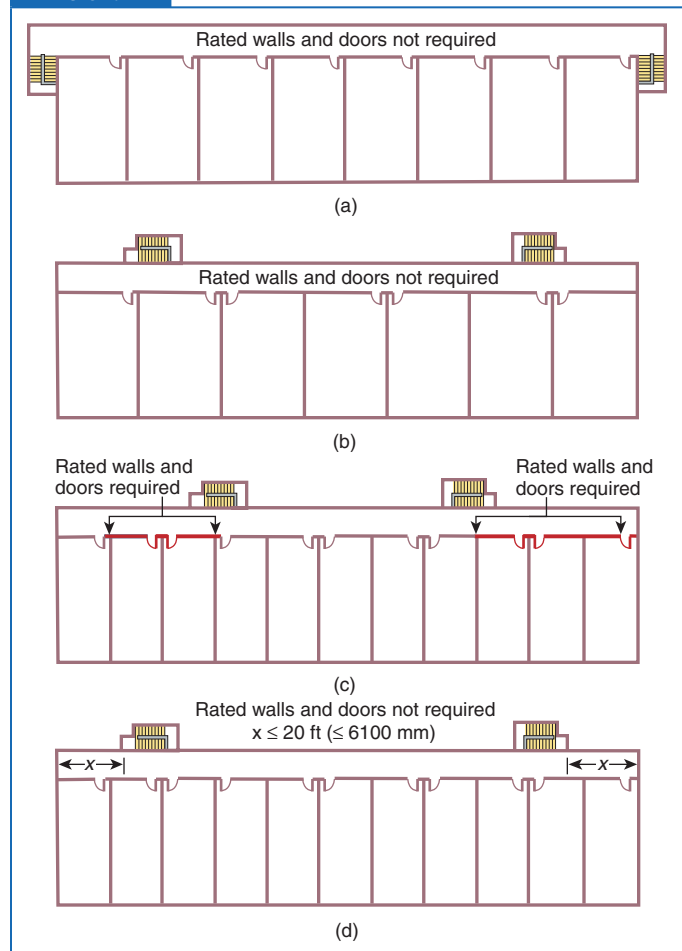 Rated walls and doors not required
(a)
Rated walls and doors not required
(b)
Rated walls and
doors required
Rated walls and
doors required
(c)
Rated walls and doors not required
x ≤ 20 ft (≤ 6100 mm)
x
x
(d)